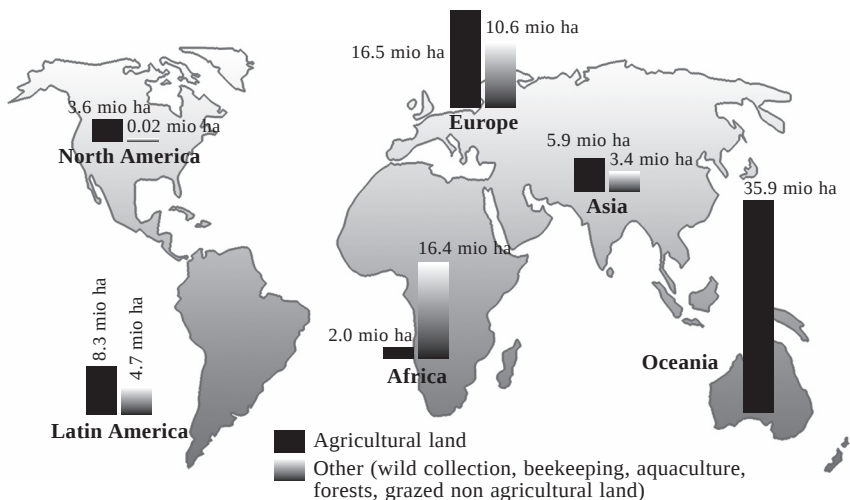 3.6 mio ha
0.02 mio ha
North America
16.5 mio ha
10.6 mio ha
Europe
5.9 mio ha
3.4 mio ha
Asia
35.9 mio ha
Oceania
16.4 mio ha
2.0 mio ha
Africa
8.3 mio ha
4.7 mio ha
Latin America
Agricultural land
Other (wild collection, beekeeping, aquaculture,
forests, grazed non agricultural land)